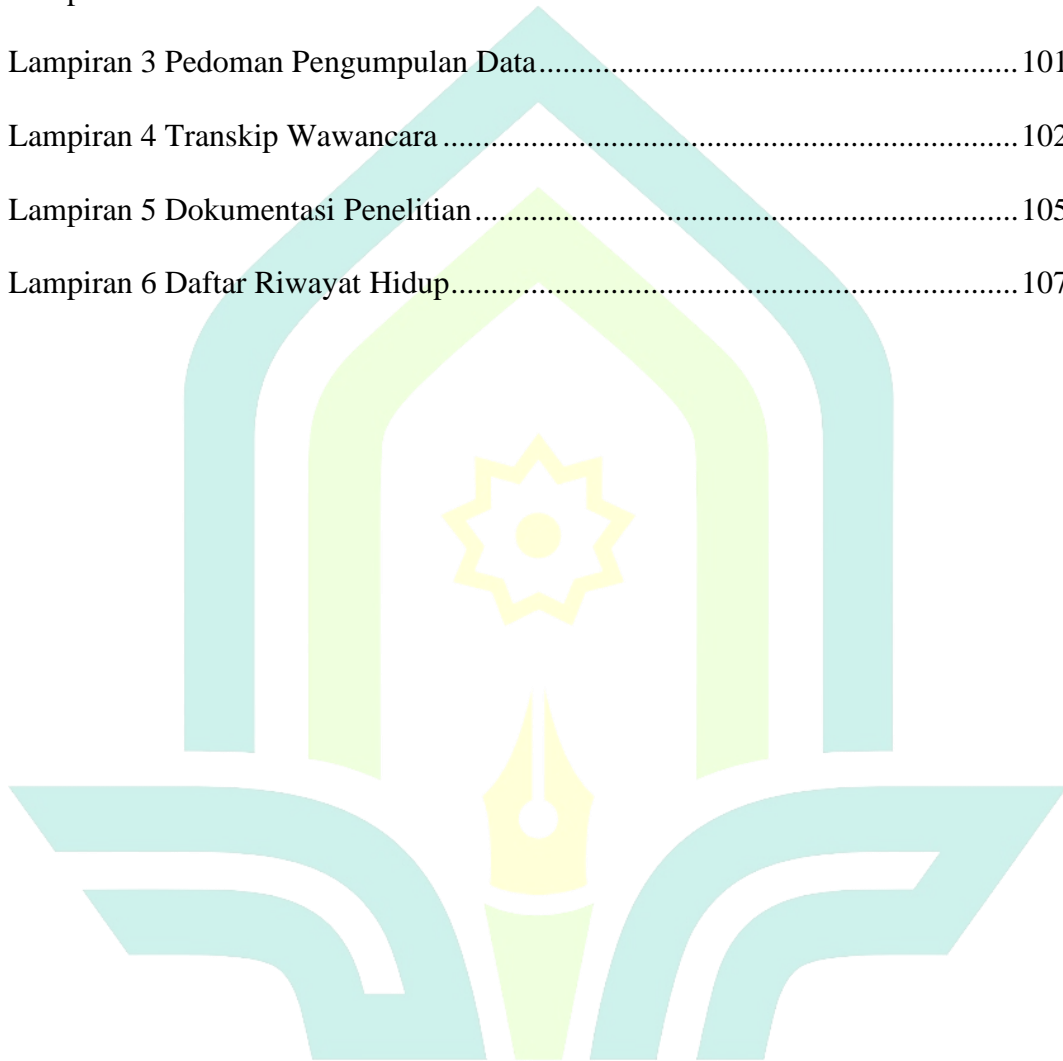 Lampiran 3 Pedoman Pengumpulan Data............................................................101
Lampiran 4 Transkip Wawancara........................................................................102
Lampiran 5 Dokumentasi Penelitian....................................................................105
Lampiran 6 Daftar Riwayat Hidup.......................................................................107